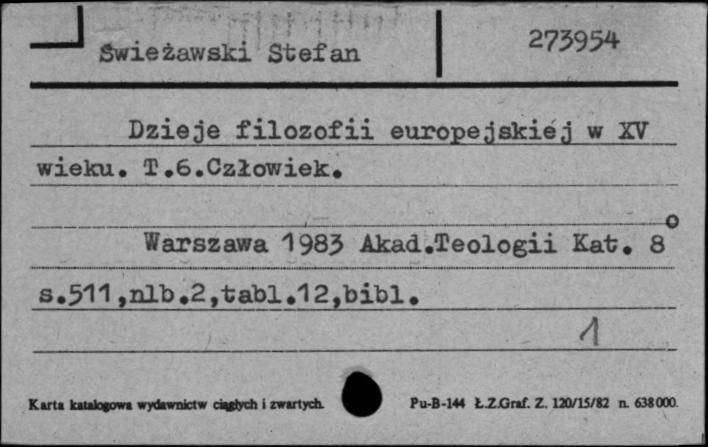 Swieżawski Stefan
273954
Dzieje filozofii europejskiéj w XV
wieku. T.6.Człowiek.
Warszawa 1983 Akad.Teologii Kat. 8°
s.511,nlb.2,tabl.12,bibl.
1
Karta katalogowa wydawnictw ciągłych i zwartych.
Pu-B-144 Ł.Z.Graf. Z. 120/15/82 n. 638000.